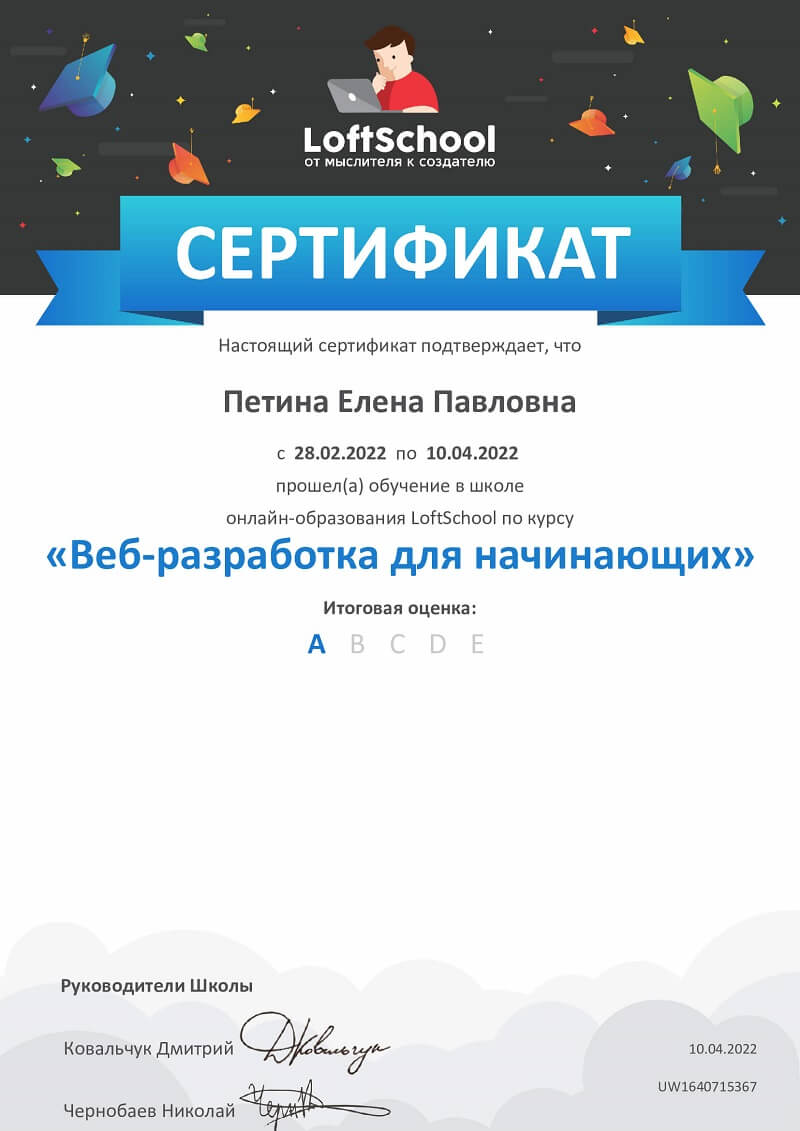 LoftSchool
от мыслителя к создателю
СЕРТИФИКАТ
Настоящий сертификат подтверждает, что
Петина Елена Павловна
с 28.02.2022 по 10.04.2022
прошел(а) обучение в школе
онлайн-образования LoftSchool по курсу
«Веб-разработка для начинающих»
Итоговая оценка:
A B C D E
Руководители Школы
Ковальчук Дмитрий ДКовальчук
10.04.2022
UW1640715367
Чернобаев Николай